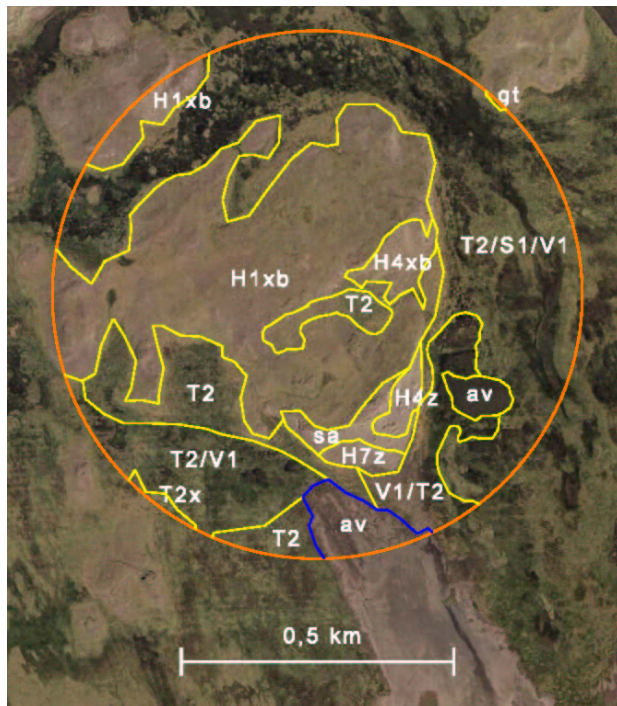 gt
H1xb
T2/S1/V1
H4xb
H1xb
T2
T2
H4z
av
sa
T2/V1
H7z
T2x
V1/T2
av
T2
0,5 km